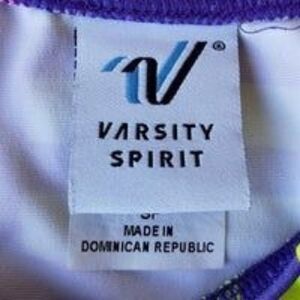 ®
VARSITY
SPIRIT
MADE IN
DOMINICAN REPUBLIC